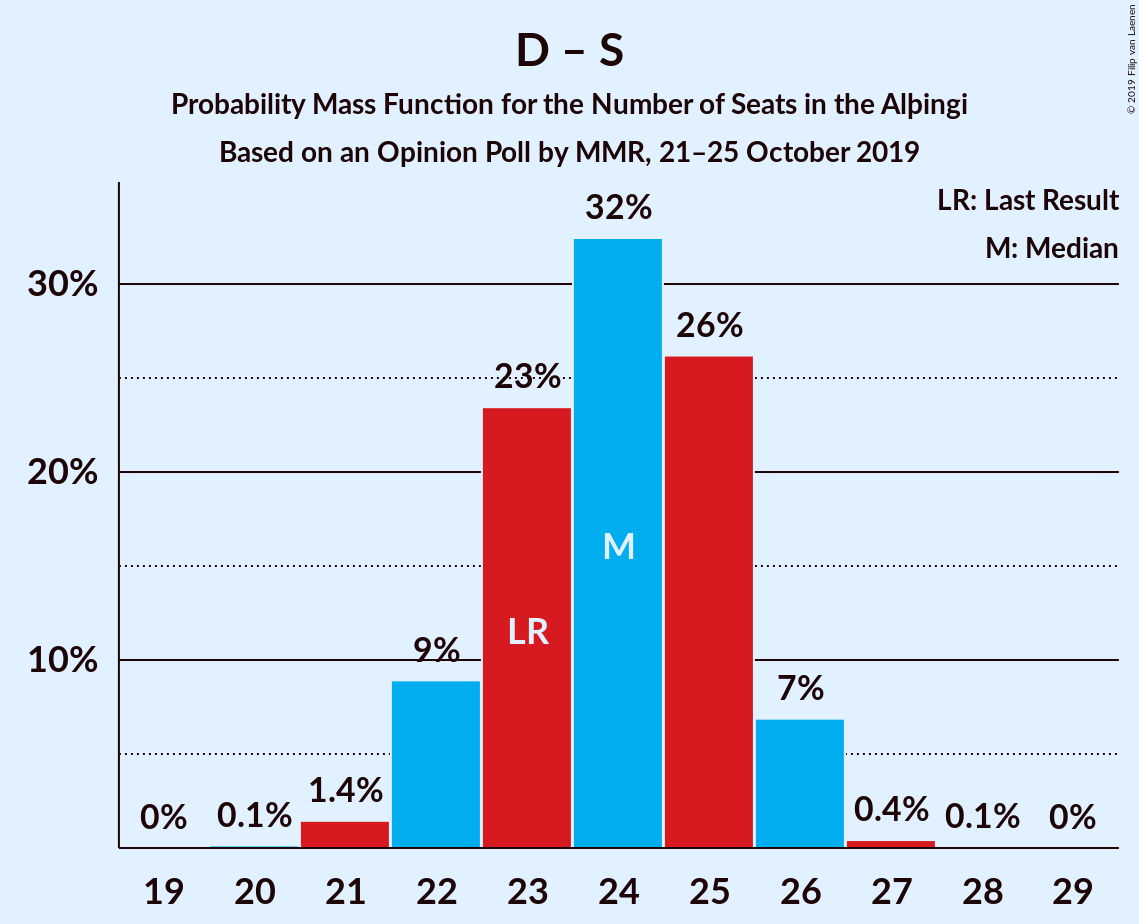 D – S
Probability Mass Function for the Number of Seats in the Alþingi
Based on an Opinion Poll by MMR, 21–25 October 2019
© 2019 Filip van Laenen
LR: Last Result
M: Median
30%
20%
10%
0%
0.1%
1.4%
9%
23%
32%
26%
7%
0.4%
0.1%
0%
LR
M
19 20 21 22 23 24 25 26 27 28 29